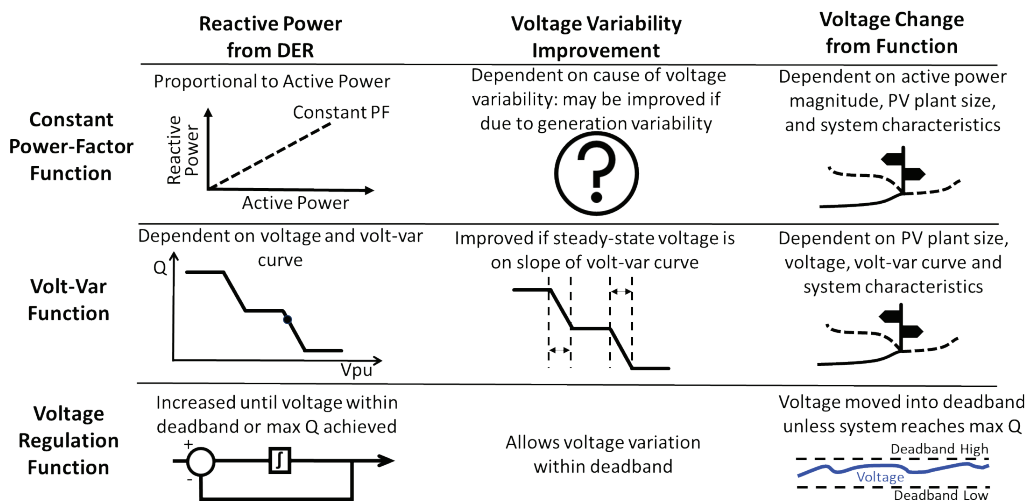 Reactive Power
from DER
Voltage Variability
Improvement
Voltage Change
from Function
Constant
Power-Factor
Function
Proportional to Active Power
Constant PF
Reactive
Power
Active Power
Dependent on cause of voltage
variability: may be improved if
due to generation variability
?
Dependent on active power
magnitude, PV plant size,
and system characteristics
Volt-Var
Function
Dependent on voltage and volt-var
curve
Q
Vpu
Improved if steady-state voltage is
on slope of volt-var curve
Dependent on PV plant size,
voltage, volt-var curve and
system characteristics
Voltage
Regulation
Function
Increased until voltage within
deadband or max Q achieved
+
∫
-
Allows voltage variation
within deadband
Voltage moved into deadband
unless system reaches max Q
Deadband High
Voltage
Deadband Low